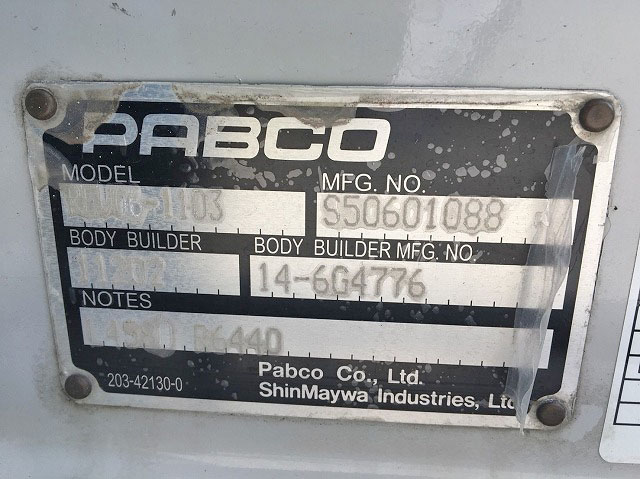 PABCO
MODEL
MFG. NO.
S50601088
BODY BUILDER
BODY BUILDER MFG. NO.
14-6G4776
NOTES
R6440
203-42130-0
Pabco Co., Ltd.
ShinMaywa Industries, Ltd